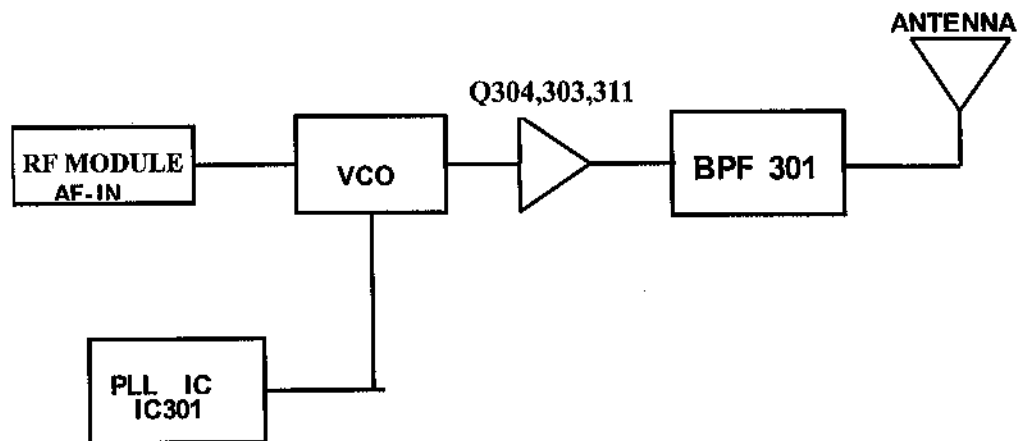 ANTENNA
Q304,303,311
RF MODULE
AF-IN
VCO
BPF 301
PLL IC
IC301